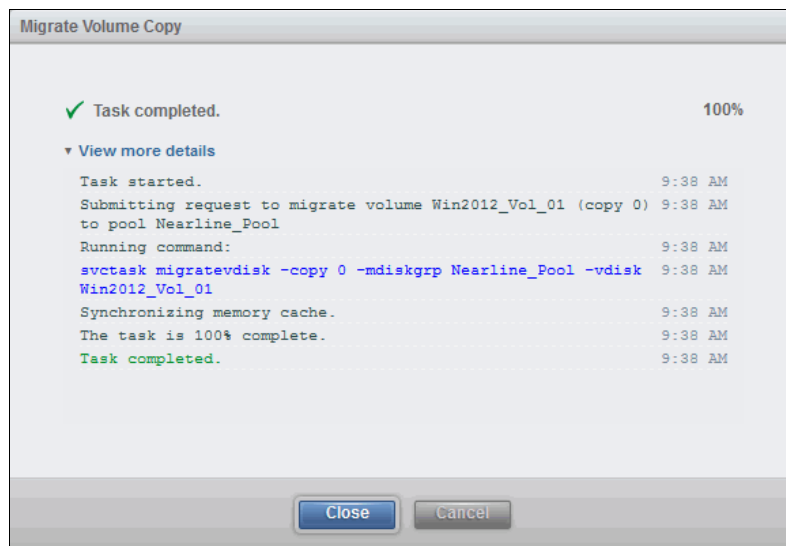 Migrate Volume Copy
Task completed. 100%
View more details
Task started. 9:38 AM
Submitting request to migrate volume Win2012_Vol_01 (copy 0) 9:38 AM
to pool Nearline_Pool
Running command: 9:38 AM
svctask migratevdisk -copy 0 -mdiskgrp Nearline_Pool -vdisk 9:38 AM
Win2012_Vol_01
Synchronizing memory cache. 9:38 AM
The task is 100% complete. 9:38 AM
Task completed. 9:38 AM
Close Cancel